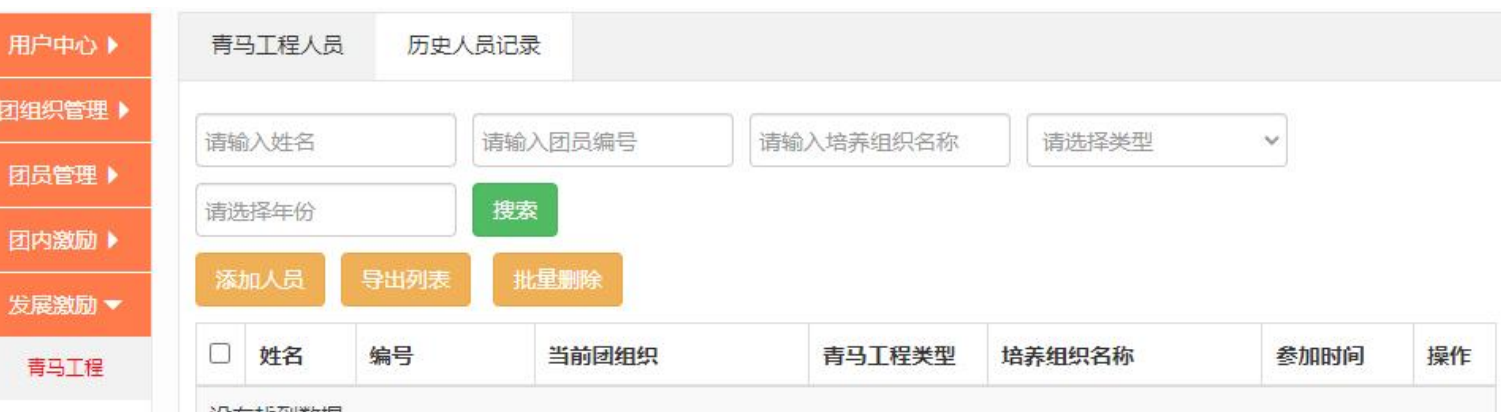 用户中心
团组织管理
团员管理
团内激励
发展激励
青马工程
青马工程人员 历史人员记录
请输入姓名 请输入团员编号 请输入培养组织名称 请选择类型
请选择年份 搜索
添加人员 导出列表 批量删除
姓名 编号 当前团组织 青马工程类型 培养组织名称 参加时间 操作